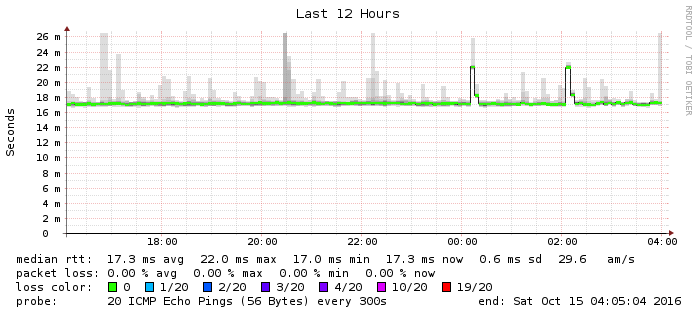 Last 12 Hours
RRDTOOL / TOBI OETIKER
Seconds
26 m
24 m
22 m
20 m
18 m
16 m
14 m
12 m
10 m
8 m
6 m
4 m
2 m
0
18:00 20:00 22:00 00:00 02:00 04:00
median rtt: 17.3 ms avg 22.0 ms max 17.0 ms min 17.3 ms now 0.6 ms sd 29.6 am/s
packet loss: 0.00 % avg 0.00 % max 0.00 % min 0.00 % now
loss color: 0 1/20 2/20 3/20 4/20 10/20 19/20
probe: 20 ICMP Echo Pings (56 Bytes) every 300s end: Sat Oct 15 04:05:04 2016